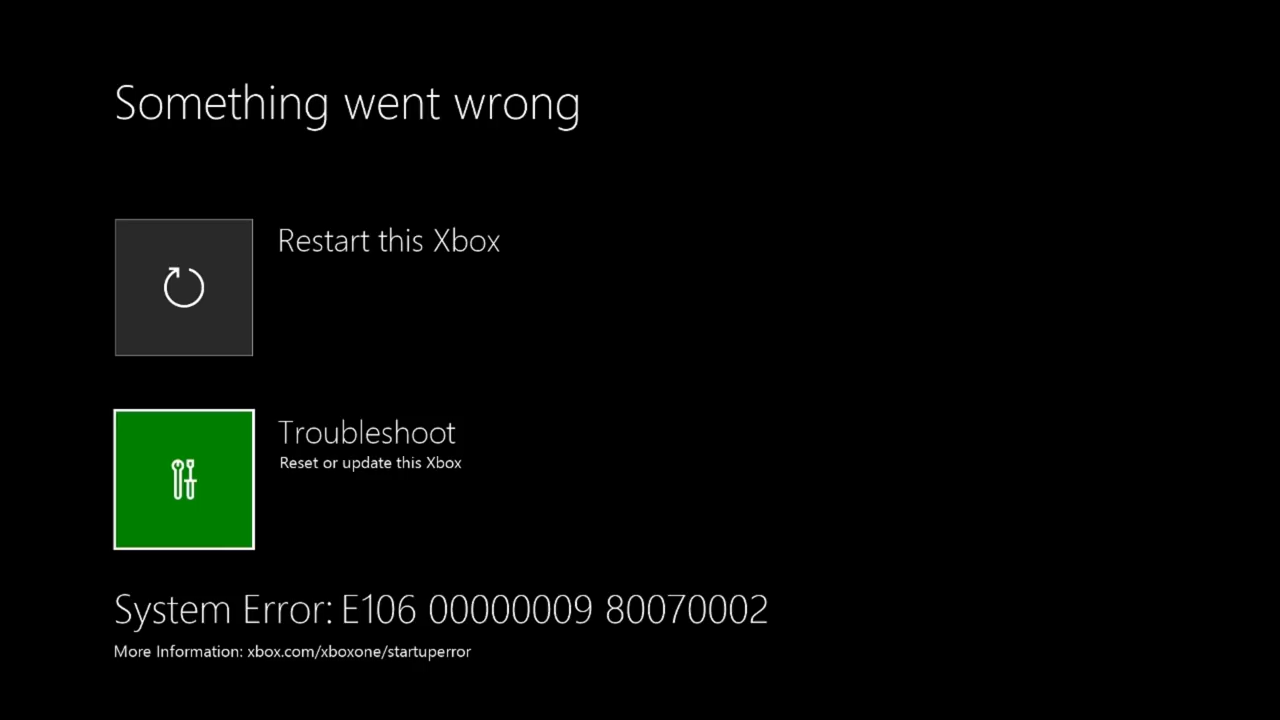 Something went wrong
Restart this Xbox
Troubleshoot
Reset or update this Xbox
System Error: E106 00000009 80070002
More Information: xbox.com/xboxone/startuperror